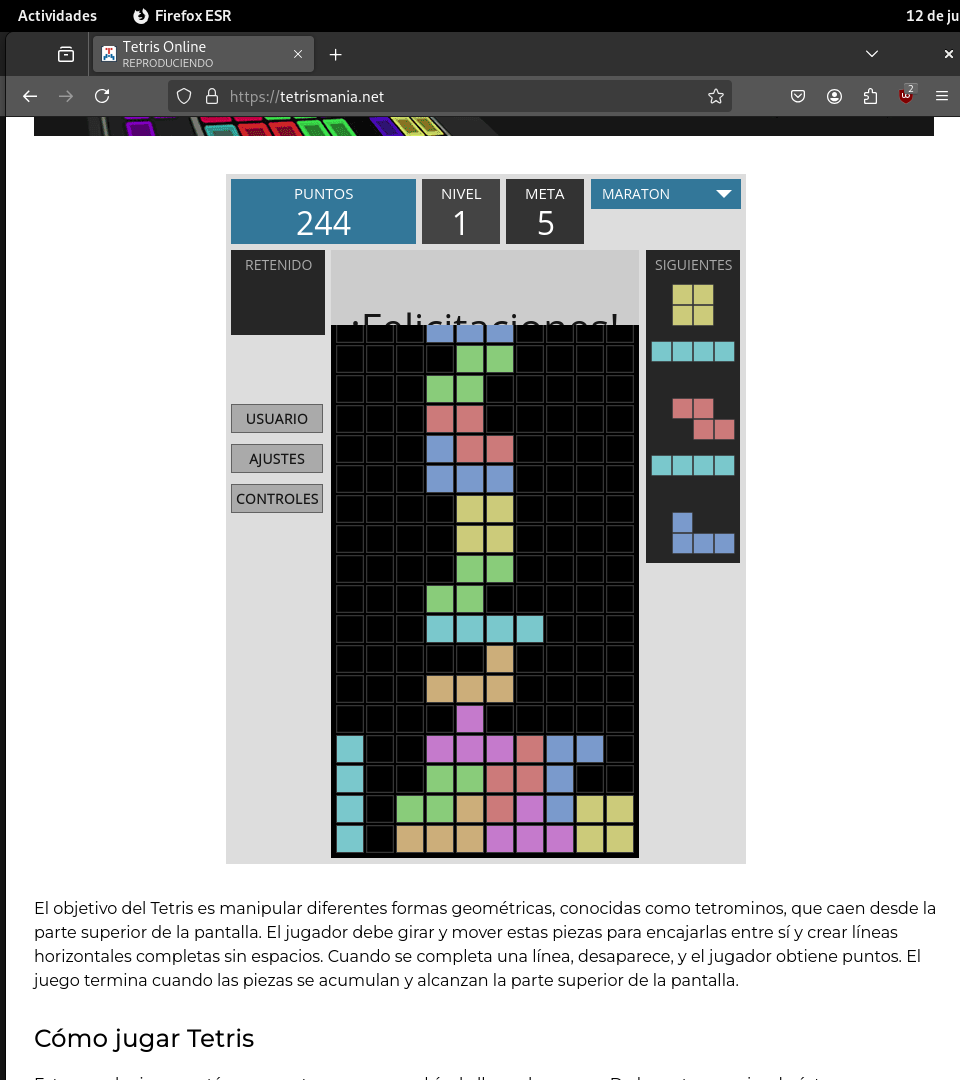 Actividades
Firefox ESR
12 de ju
Tetris Online
REPRODUCIENDO
https://tetrismania.net
2
PUNTOS
244
NIVEL
1
META
5
MARATON
RETENIDO
SIGUIENTES
¡Felicitaciones!
USUARIO
AJUSTES
CONTROLES
El objetivo del Tetris es manipular diferentes formas geométricas, conocidas como tetrominos, que caen desde la
parte superior de la pantalla. El jugador debe girar y mover estas piezas para encajarlas entre sí y crear líneas
horizontales completas sin espacios. Cuando se completa una línea, desaparece, y el jugador obtiene puntos. El
juego termina cuando las piezas se acumulan y alcanzan la parte superior de la pantalla.
Cómo jugar Tetris